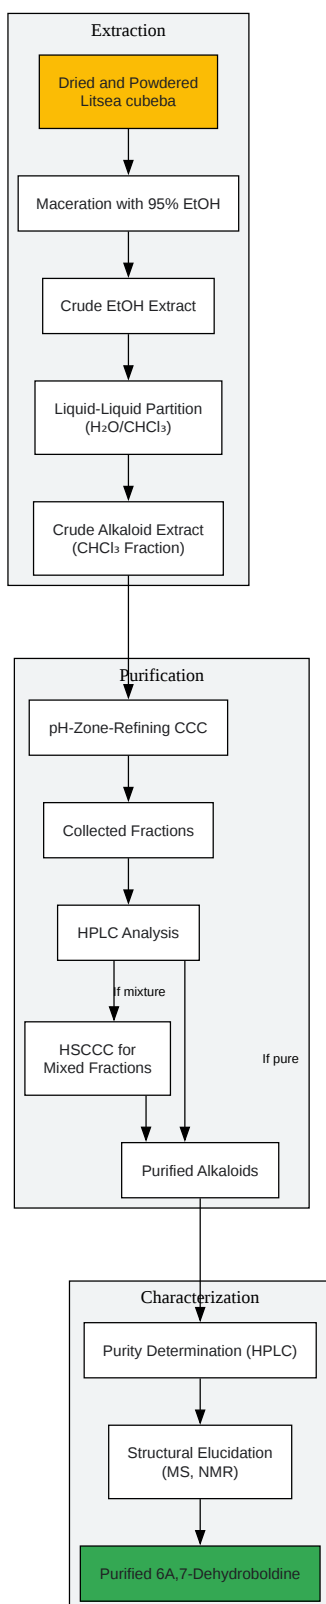 Extraction
Dried and Powdered
Litsea cubeba
Maceration with 95% EtOH
Crude EtOH Extract
Liquid-Liquid Partition
(H₂O/CHCl₃)
Crude Alkaloid Extract
(CHCl₃ Fraction)
Purification
pH-Zone-Refining CCC
Collected Fractions
HPLC Analysis
If mixture
HSCCC for
Mixed Fractions
If pure
Purified Alkaloids
Characterization
Purity Determination (HPLC)
Structural Elucidation
(MS, NMR)
Purified 6A,7-Dehydroboldine